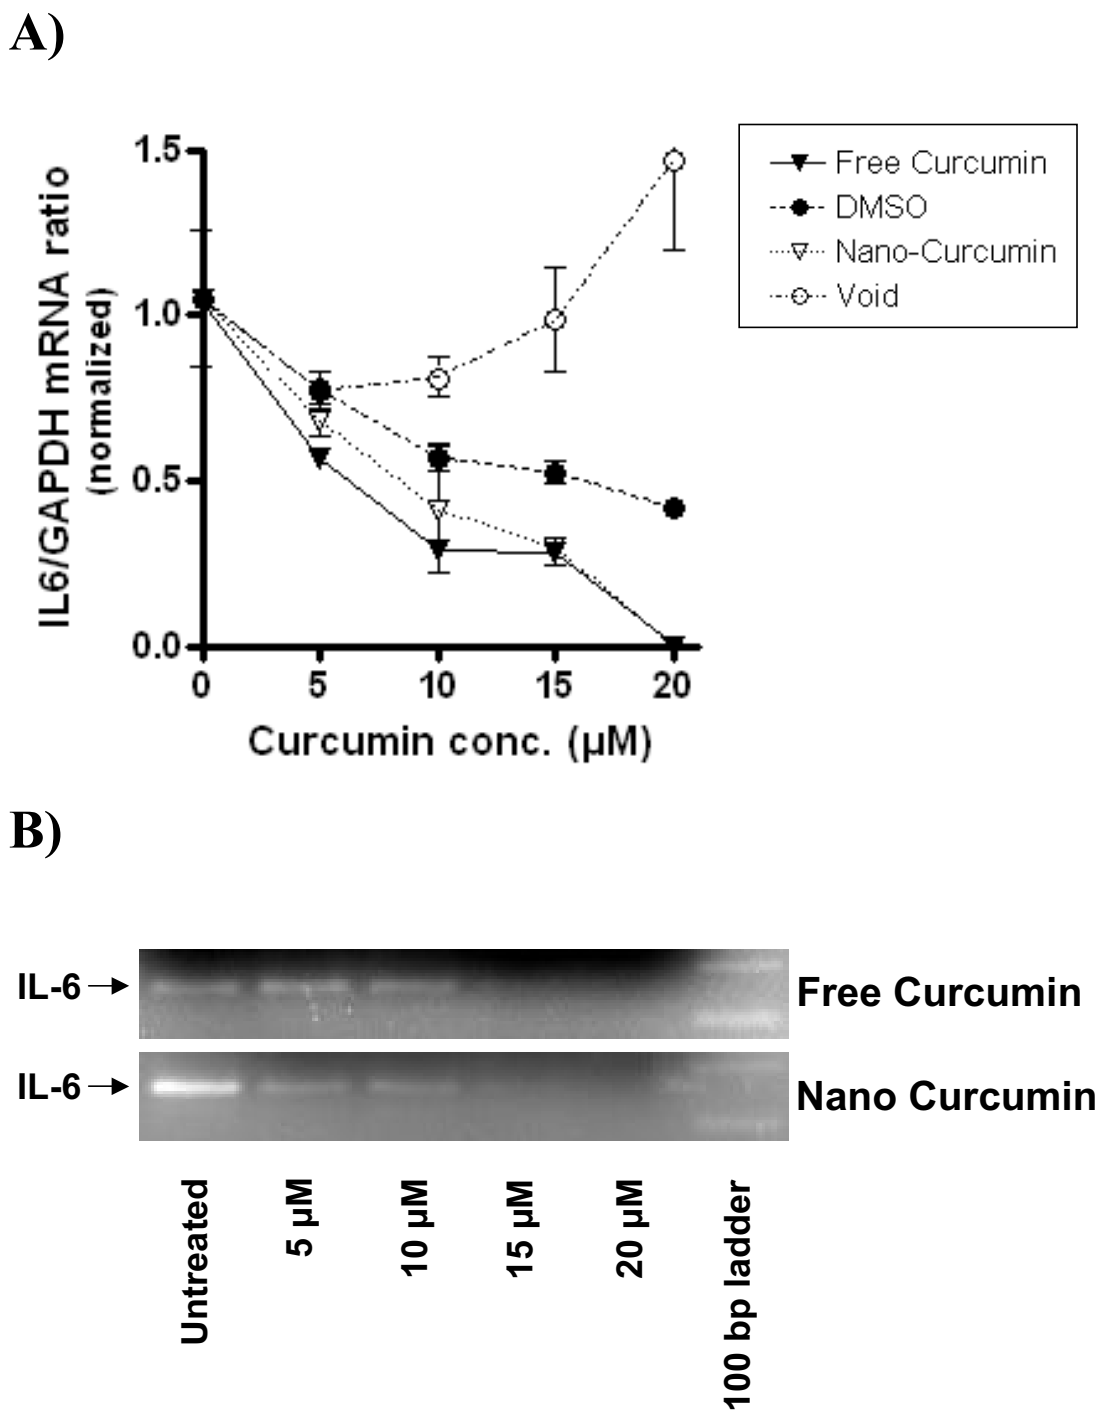 A)
IL6/GAPDH mRNA ratio
(normalized)
1.5
1.0
0.5
0.0
0 5 10 15 20
Curcumin conc. (µM)
Free Curcumin
DMSO
Nano-Curcumin
Void
B)
IL-6
Free Curcumin
IL-6
Nano Curcumin
Untreated
5 µM
10 µM
15 µM
20 µM
100 bp ladder